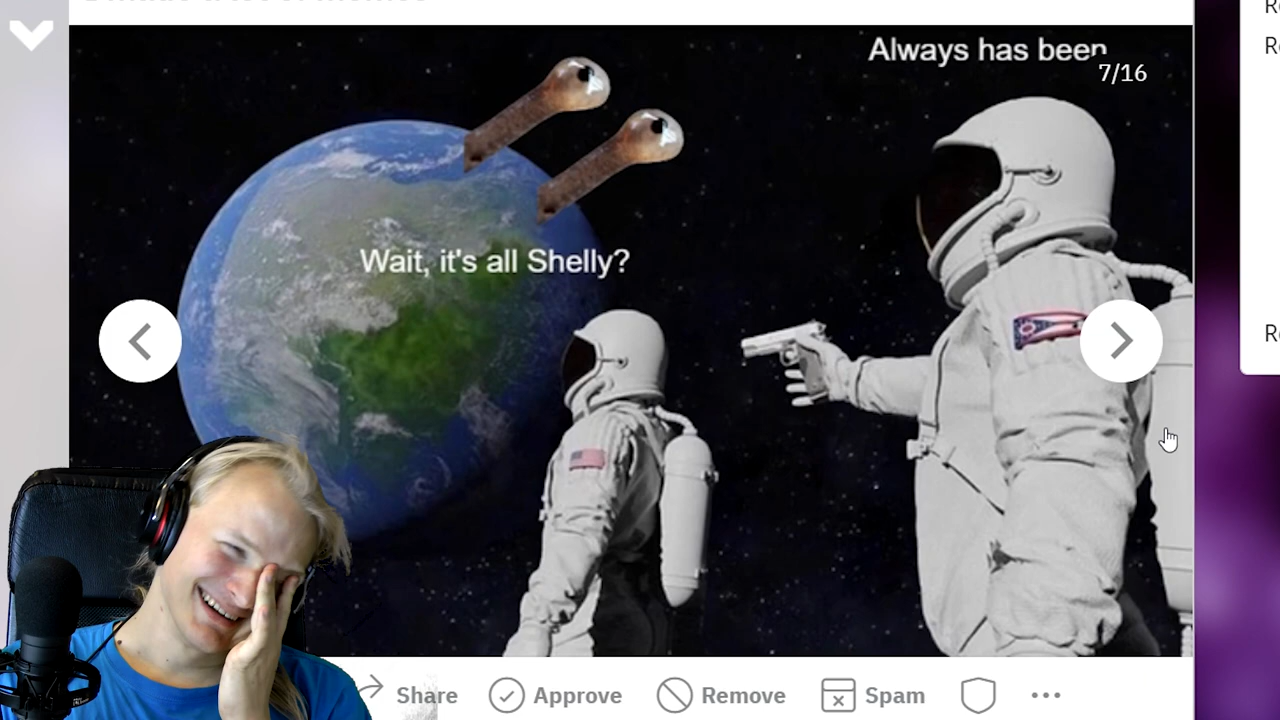 Always has been
7/16
Wait, it's all Shelly?
Share
Approve
Remove
Spam